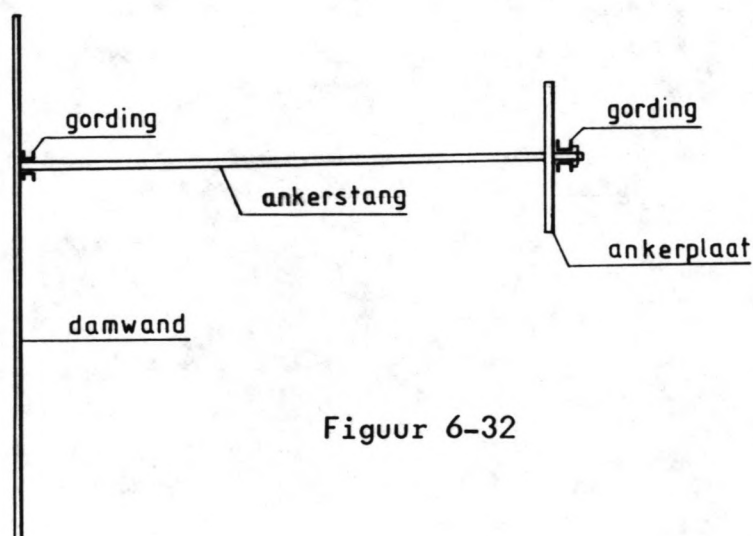 gording
gording
ankerstang
ankerplaat
damwand
Figuur 6-32